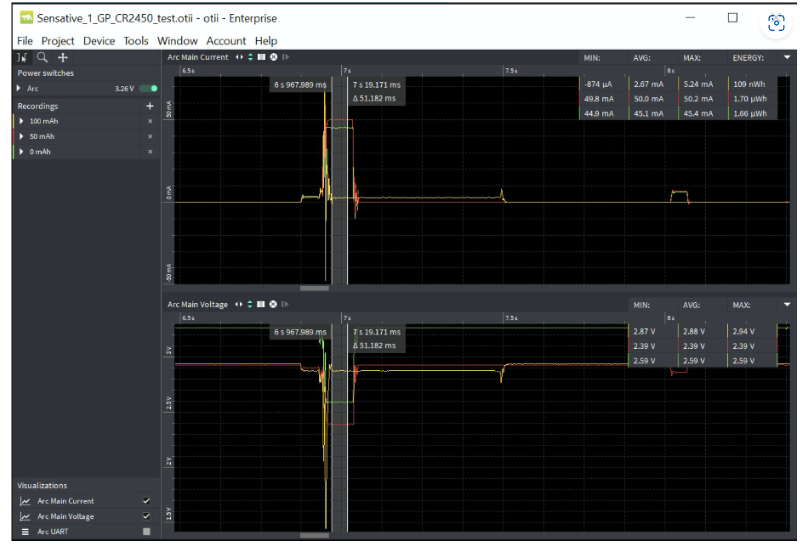 Sensative_1_GP_CR2450_test.otii - otii - Enterprise
File Project Device Tools Window Account Help
Power switches
Arc 3.26 V
Recordings +
100 mAh ×
50 mAh ×
0 mAh ×
Arc Main Current
MIN: AVG: MAX: ENERGY:
6.5s 7s 7.5s 8s
6 s 967.989 ms 7 s 19.171 ms
Δ 51.182 ms
-874 µA 2.67 mA 5.24 mA 109 nWh
49.8 mA 50.0 mA 50.2 mA 1.70 µWh
44.9 mA 45.1 mA 45.4 mA 1.66 µWh
50 mA
0 mA
-50 mA
Arc Main Voltage
MIN: AVG: MAX:
6.5s 7s 7.5s 8s
6 s 967.989 ms 7 s 19.171 ms
Δ 51.182 ms
2.87 V 2.88 V 2.94 V
2.39 V 2.39 V 2.39 V
2.59 V 2.59 V 2.59 V
3 V
2.5 V
2 V
1.5 V
Visualizations
Arc Main Current
Arc Main Voltage
Arc UART